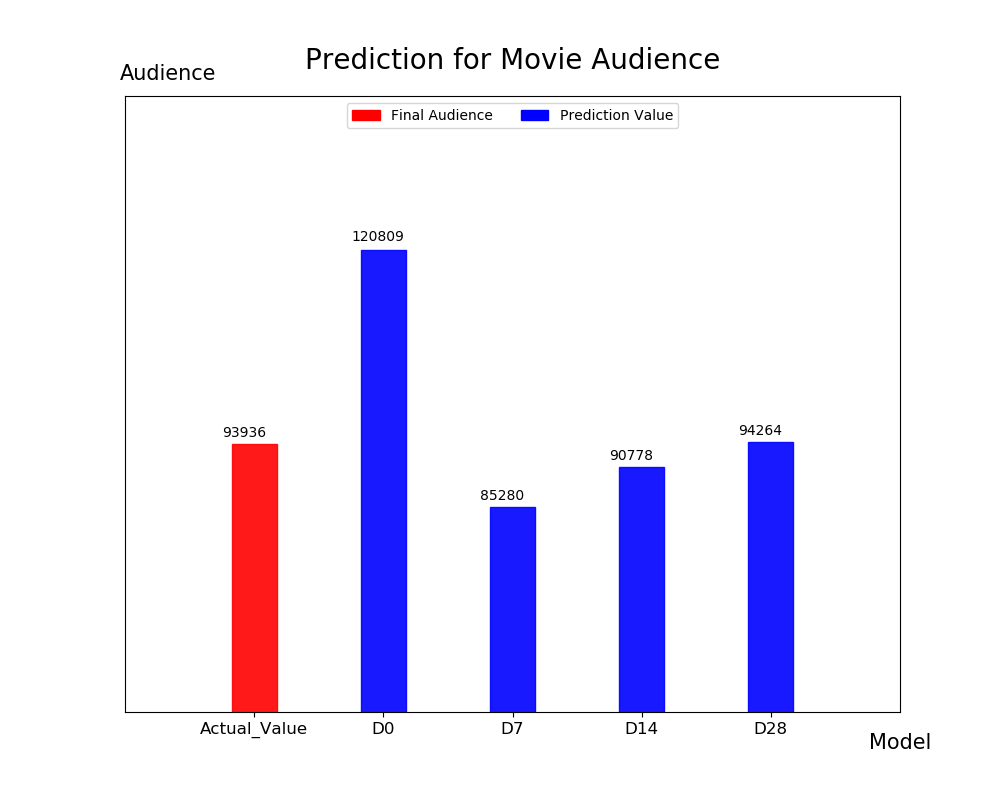 Prediction for Movie Audience
Audience
Final Audience Prediction Value
120809
93936
94264
90778
85280
Actual_Value D0 D7 D14 D28
Model